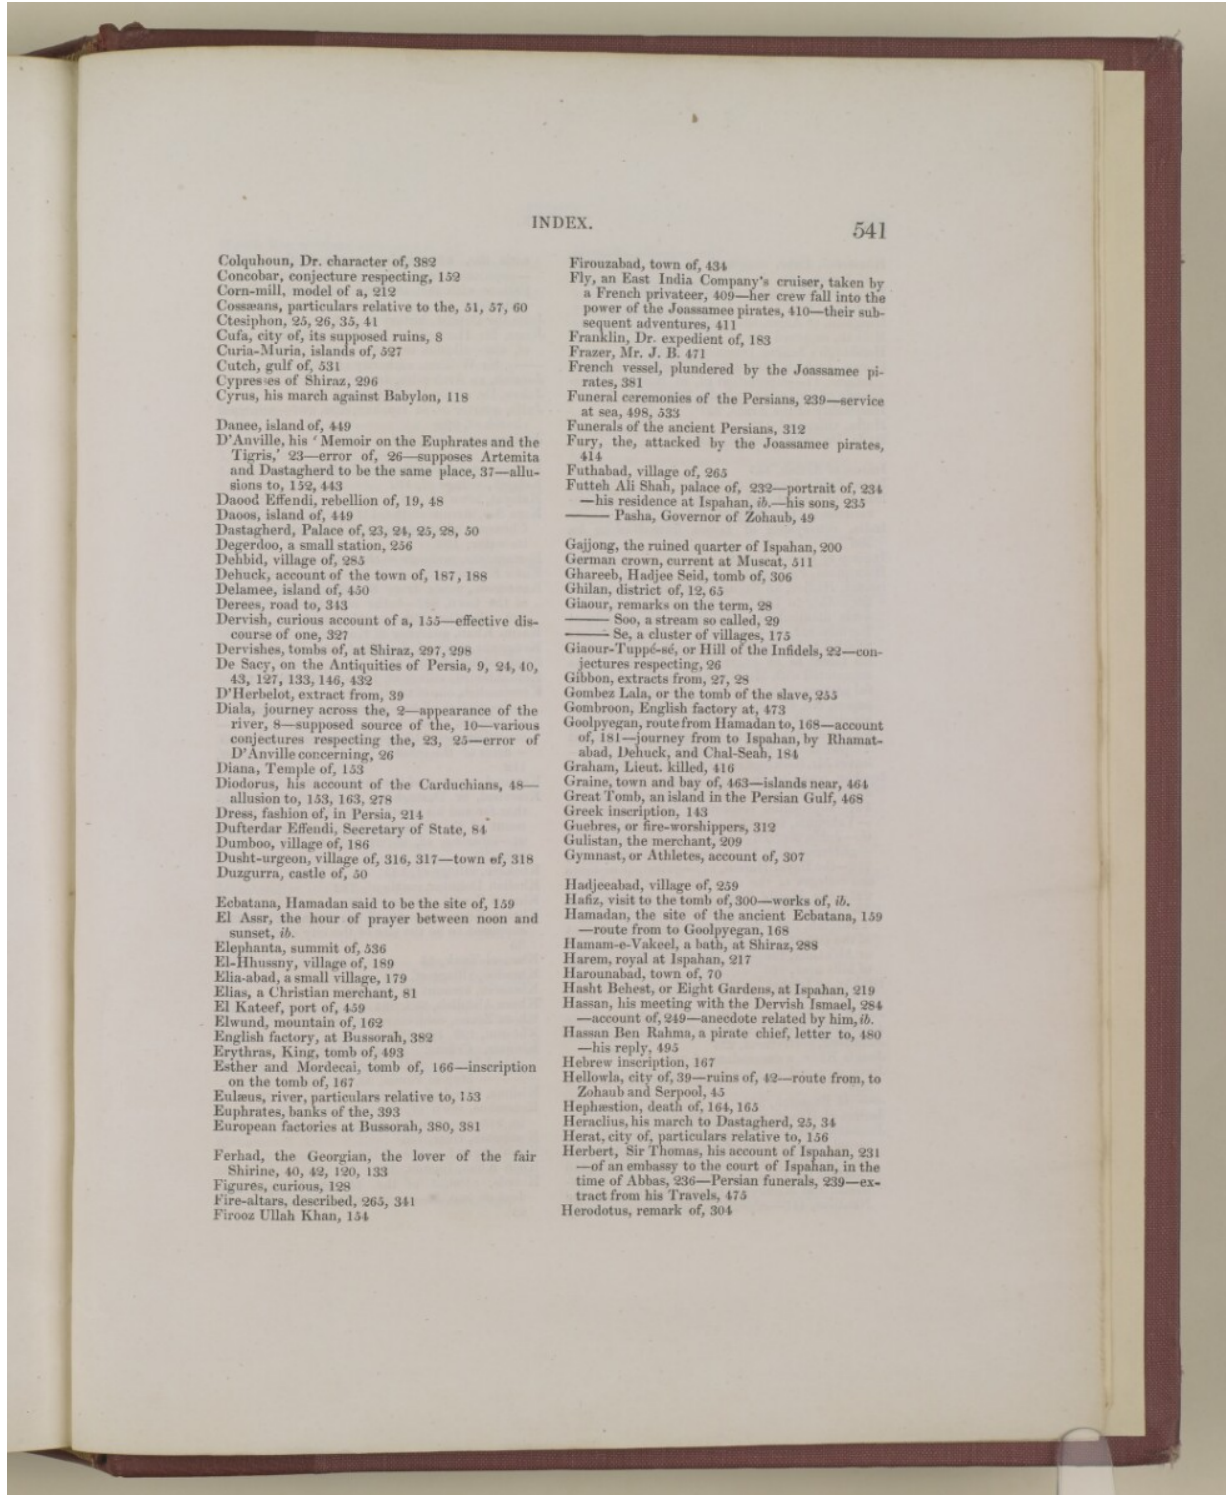 INDEX.
541
Colquhoun, Dr. character of, 382
Concobar, conjecture respecting, 152
Corn-mill, model of a, 212
Cossæans, particulars relative to the, 51, 57, 60
Ctesiphon, 25, 26, 35, 41
Cufa, city of, its supposed ruins, 8
Curia-Muria, islands of, 527
Cutch, gulf of, 531
Cypresses of Shiraz, 296
Cyrus, his march against Babylon, 118
Danee, island of, 449
D'Anville, his ‘ Memoir on the Euphrates and the
Tigris,’ 23—error of, 26—supposes Artemita
and Dastagherd to be the same place, 37—allu-
sions to, 152, 443
Daood Effendi, rebellion of, 19, 48
Daoos, island of, 449
Dastagherd, Palace of, 23, 24, 25, 28, 50
Degerdoo, a small station, 256
Dehbid, village of, 285
Dehuck, account of the town of, 187, 188
Delamee, island of, 450
Derees, road to, 343
Dervish, curious account of a, 155—effective dis-
course of one, 327
Dervishes, tombs of, at Shiraz, 297, 298
De Sacy, on the Antiquities of Persia, 9, 24, 40,
43, 127, 133, 146, 432
D'Herbelot, extract from, 39
Diala, journey across the, 2—appearance of the
river, 8—supposed source of the, 10—various
conjectures respecting the, 23, 25—error of
D'Anville concerning, 26
Diana, Temple of, 153
Diodorus, his account of the Carduchians, 48—
allusion to, 153, 163, 278
Dress, fashion of, in Persia, 214
Dufterdar Effendi, Secretary of State, 84
Dumboo, village of, 186
Dusht-urgeon, village of, 316, 317—town of, 318
Duzgurra, castle of, 50
Ecbatana, Hamadan said to be the site of, 159
El Assr, the hour of prayer between noon and
sunset, ib.
Elephanta, summit of, 536
El-Hhussny, village of, 189
Elia-abad, a small village, 179
Elias, a Christian merchant, 81
El Kateef, port of, 459
Elwund, mountain of, 162
English factory, at Bussorah, 382
Erythras, King, tomb of, 493
Esther and Mordecai, tomb of, 166—inscription
on the tomb of, 167
Eulæus, river, particulars relative to, 153
Euphrates, banks of the, 393
European factories at Bussorah, 380, 381
Ferhad, the Georgian, the lover of the fair
Shirine, 40, 42, 120, 133
Figures, curious, 128
Fire-altars, described, 265, 341
Firooz Ullah Khan, 154
Firouzabad, town of, 434
Fly, an East India Company's cruiser, taken by
a French privateer, 409—her crew fall into the
power of the Joassamee pirates, 410—their sub-
sequent adventures, 411
Franklin, Dr. expedient of, 183
Frazer, Mr. J. B. 471
French vessel, plundered by the Joassamee pi-
rates, 381
Funeral ceremonies of the Persians, 239—service
at sea, 498, 533
Funerals of the ancient Persians, 312
Fury, the, attacked by the Joassamee pirates,
414
Futhabad, village of, 265
Futteh Ali Shah, palace of, 232—portrait of, 234
—his residence at Ispahan, ib.—his sons, 235
——— Pasha, Governor of Zohaub, 49
Gajjong, the ruined quarter of Ispahan, 200
German crown, current at Muscat, 511
Ghareeb, Hadjee Seid, tomb of, 306
Ghilan, district of, 12, 65
Giaour, remarks on the term, 28
——— Soo, a stream so called, 29
——— Se, a cluster of villages, 175
Giaour-Tuppé-sé, or Hill of the Infidels, 22—con-
jectures respecting, 26
Gibbon, extracts from, 27, 28
Gombez Lala, or the tomb of the slave, 255
Gombroon, English factory at, 473
Goolpyegan, route from Hamadan to, 168—account
of, 181—journey from to Ispahan, by Rhamat-
abad, Dehuck, and Chal-Seah, 184
Graham, Lieut. killed, 416
Graine, town and bay of, 463—islands near, 464
Great Tomb, an island in the Persian Gulf, 468
Greek inscription, 143
Guebres, or fire-worshippers, 312
Gulistan, the merchant, 209
Gymnast, or Athletes, account of, 307
Hadjeeabad, village of, 259
Hafiz, visit to the tomb of, 300—works of, ib.
Hamadan, the site of the ancient Ecbatana, 159
—route from to Goolpyegan, 168
Hamam-e-Vakeel, a bath, at Shiraz, 288
Harem, royal at Ispahan, 217
Harounabad, town of, 70
Hasht Behest, or Eight Gardens, at Ispahan, 219
Hassan, his meeting with the Dervish Ismael, 284
—account of, 249—anecdote related by him, ib.
Hassan Ben Rahma, a pirate chief, letter to, 480
—his reply, 495
Hebrew inscription, 167
Hellowla, city of, 39—ruins of, 42—route from, to
Zohaub and Serpool, 45
Hephæstion, death of, 164, 165
Heraclius, his march to Dastagherd, 25, 34
Herat, city of, particulars relative to, 156
Herbert, Sir Thomas, his account of Ispahan, 231
—of an embassy to the court of Ispahan, in the
time of Abbas, 236—Persian funerals, 239—ex-
tract from his Travels, 475
Herodotus, remark of, 304